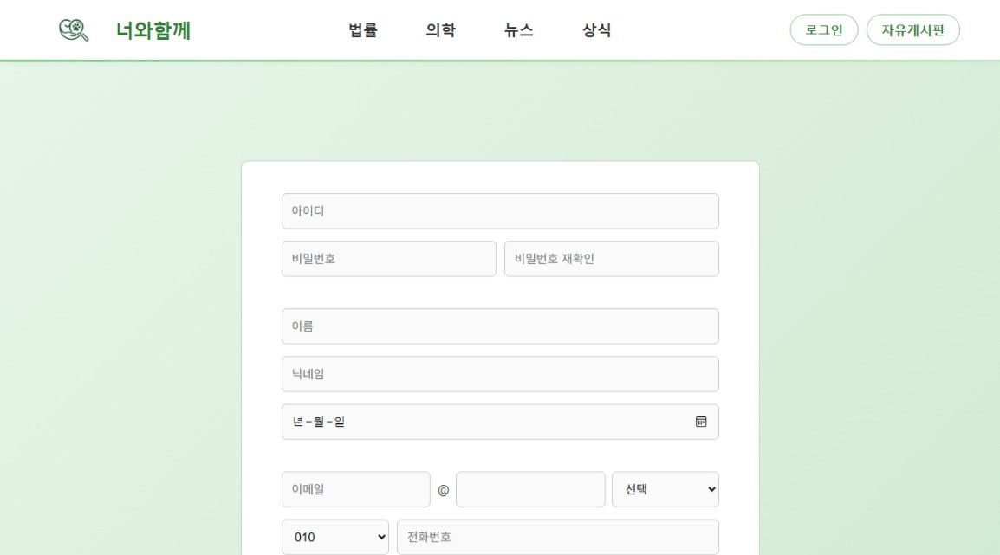 너와함께 법률 의학 뉴스 상식 로그인 자유게시판
아이디
비밀번호 비밀번호 재확인
이름
닉네임
년-월-일
이메일 @ 선택
010 전화번호